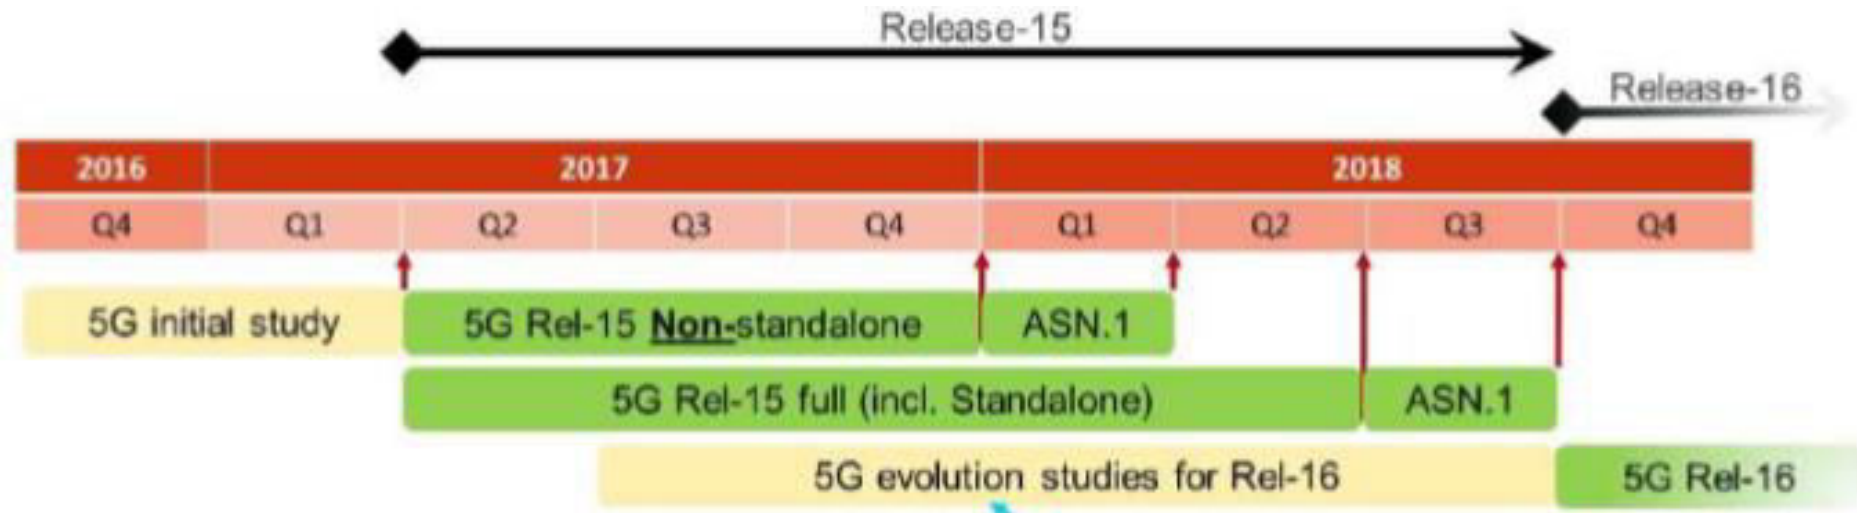 Release-15
Release-16
2016 2017 2018
Q4 Q1 Q2 Q3 Q4 Q1 Q2 Q3 Q4
5G initial study 5G Rel-15 Non-standalone ASN.1
5G Rel-15 full (incl. Standalone) ASN.1
5G evolution studies for Rel-16 5G Rel-16